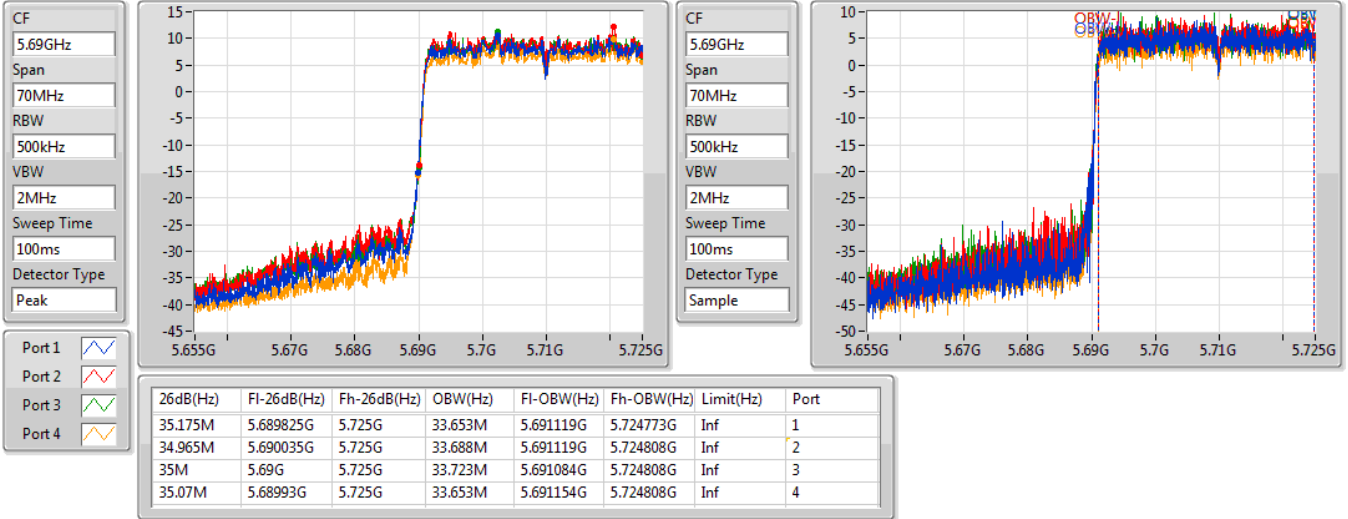 CF
5.69GHz
Span
70MHz
RBW
500kHz
VBW
2MHz
Sweep Time
100ms
Detector Type
Peak
Port 1
Port 2
Port 3
Port 4
15
10
5
0
-5
-10
-15
-20
-25
-30
-35
-40
-45
5.655G 5.67G 5.68G 5.69G 5.7G 5.71G 5.725G
CF
5.69GHz
Span
70MHz
RBW
500kHz
VBW
2MHz
Sweep Time
100ms
Detector Type
Sample
10
5
0
-5
-10
-15
-20
-25
-30
-35
-40
-45
-50
5.655G 5.67G 5.68G 5.69G 5.7G 5.71G 5.725G
26dB(Hz) Fl-26dB(Hz) Fh-26dB(Hz) OBW(Hz) Fl-OBW(Hz) Fh-OBW(Hz) Limit(Hz) Port
35.175M 5.689825G 5.725G 33.653M 5.691119G 5.724773G Inf 1
34.965M 5.690035G 5.725G 33.688M 5.691119G 5.724808G Inf 2
35M 5.69G 5.725G 33.723M 5.691084G 5.724808G Inf 3
35.07M 5.68993G 5.725G 33.653M 5.691154G 5.724808G Inf 4